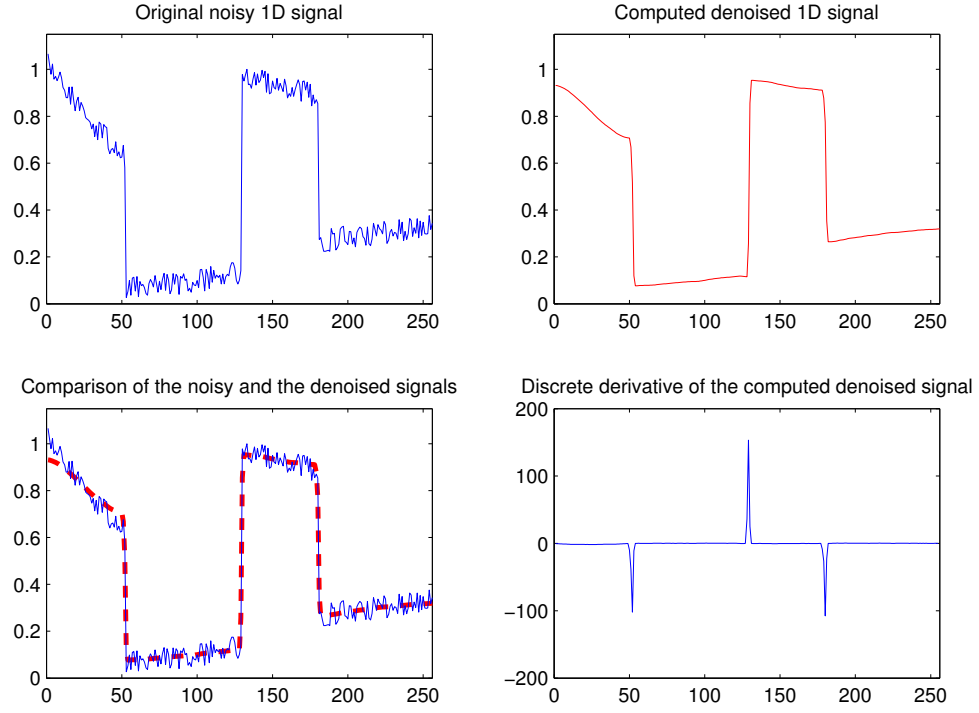 Original noisy 1D signal
1
0.8
0.6
0.4
0.2
0
0 50 100 150 200 250
Computed denoised 1D signal
1
0.8
0.6
0.4
0.2
0
0 50 100 150 200 250
Comparison of the noisy and the denoised signals
1
0.8
0.6
0.4
0.2
0
0 50 100 150 200 250
Discrete derivative of the computed denoised signal
200
100
0
−100
−200
0 50 100 150 200 250